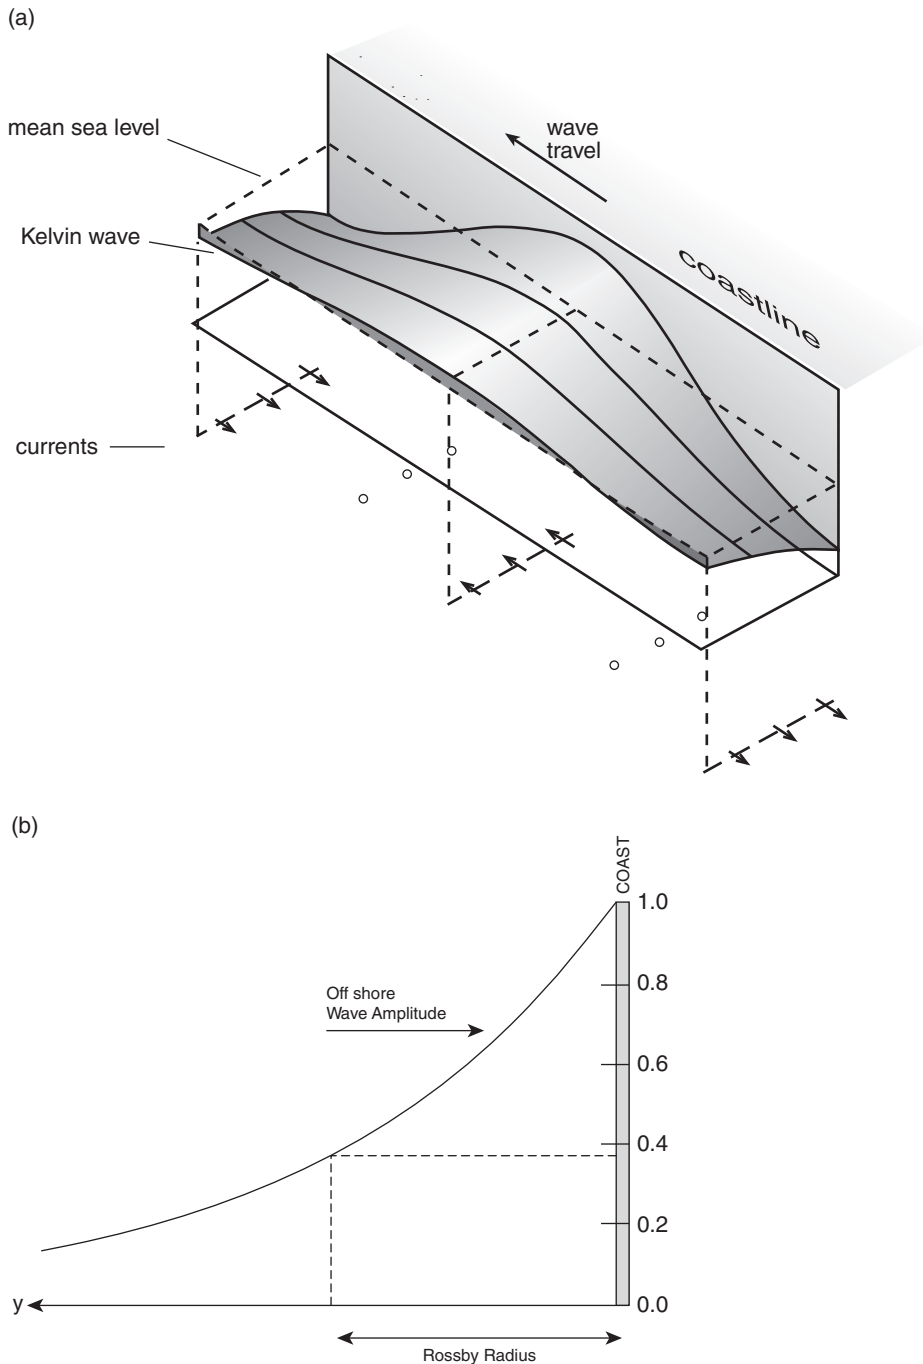 (a)
mean sea level
wave
travel
Kelvin wave
coastline
currents
(b)
COAST
1.0
Off shore
Wave Amplitude
0.8
0.6
0.4
0.2
y
0.0
Rossby Radius